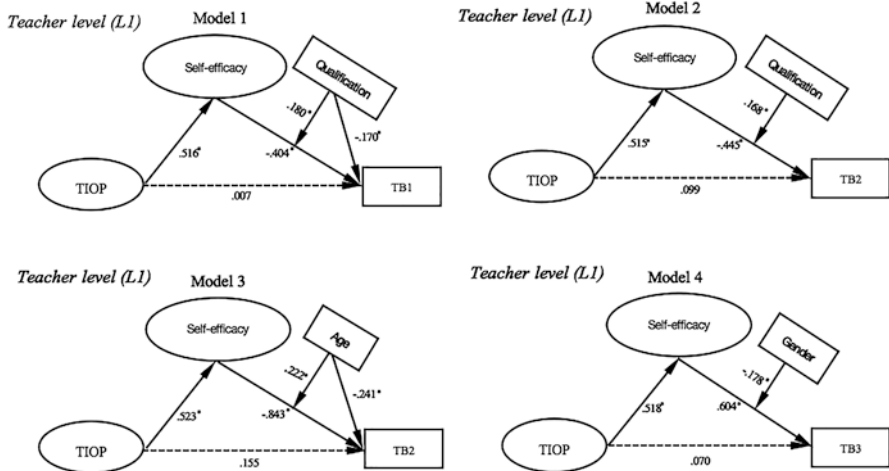 Teacher level (L1)
Model 1
Self-efficacy
Qualification
.180*
-.170*
.516*
-.404*
TIOP
.007
TB1
Teacher level (L1)
Model 2
Self-efficacy
Qualification
.168*
.515*
-.445*
TIOP
.099
TB2
Teacher level (L1)
Model 3
Self-efficacy
Age
.222*
-.241*
.523*
-.843*
TIOP
.155
TB2
Teacher level (L1)
Model 4
Self-efficacy
Gender
-.178*
.518*
.604*
TIOP
.070
TB3